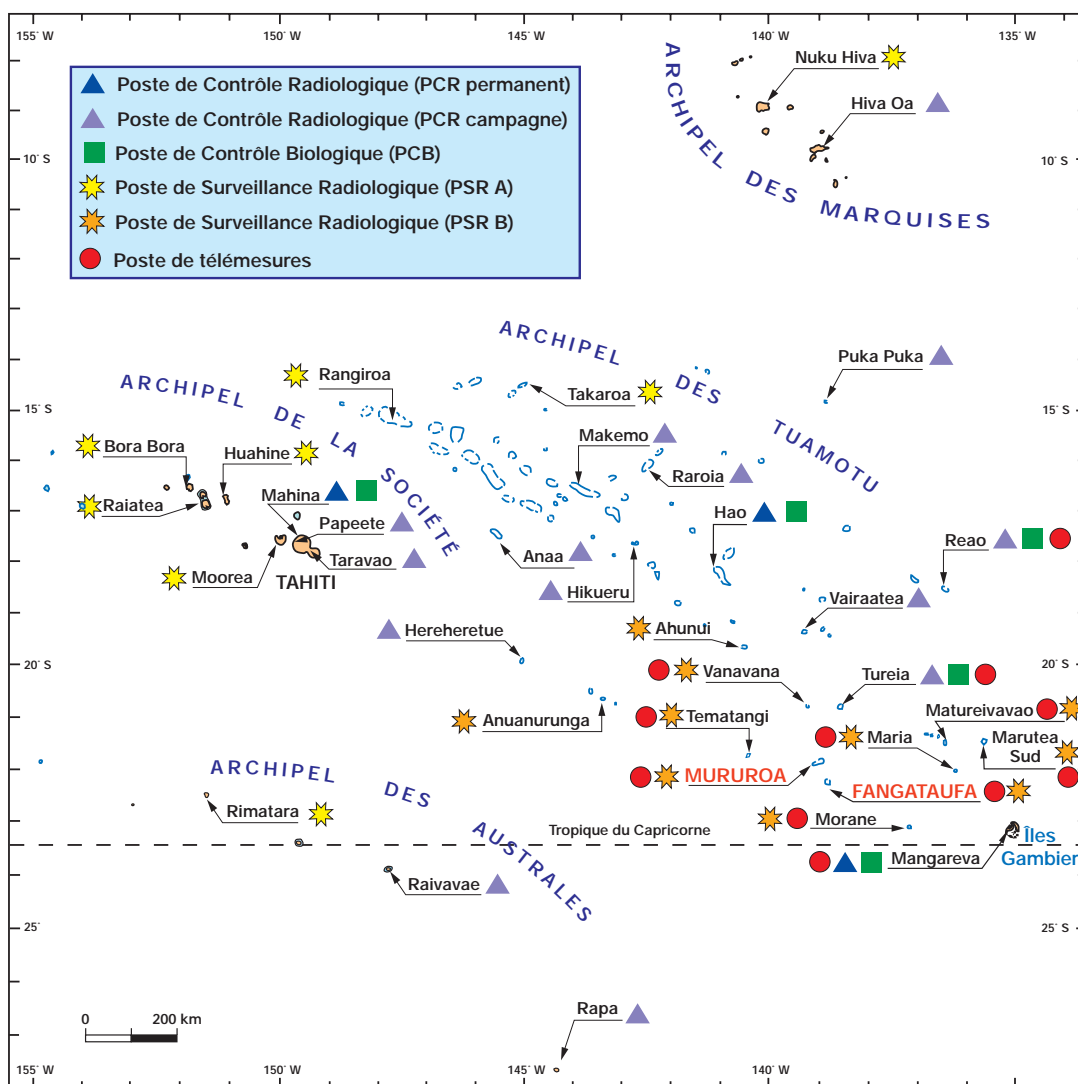 155˚ W
150˚ W
145˚ W
140˚ W
135˚ W
Poste de Contrôle Radiologique (PCR permanent)
Poste de Contrôle Radiologique (PCR campagne)
Poste de Contrôle Biologique (PCB)
Poste de Surveillance Radiologique (PSR A)
Poste de Surveillance Radiologique (PSR B)
Poste de télémesures
ARCHIPEL DES MARQUISES
Nuku Hiva
Hiva Oa
10˚ S
10˚ S
ARCHIPEL DES TUAMOTU
Puka Puka
ARCHIPEL DE LA SOCIÉTÉ
Rangiroa
Takaroa
15˚ S
15˚ S
Bora Bora
Huahine
Makemo
Raroia
Raiatea
Mahina
Papeete
Hao
Taravao
Anaa
Reao
Moorea
TAHITI
Hikueru
Vairaatea
Hereheretue
Ahunui
20˚ S
20˚ S
Vanavana
Tureia
Anuanurunga
Tematangi
Matureivavao
Maria
Marutea
Sud
MURUROA
FANGATAUFA
ARCHIPEL DES AUSTRALES
Rimatara
Morane
Tropique du Capricorne
Îles
Gambier
Mangareva
Raivavae
25˚
25˚ S
0
200 km
Rapa
155˚ W
150˚ W
145˚ W
140˚ W
135˚ W